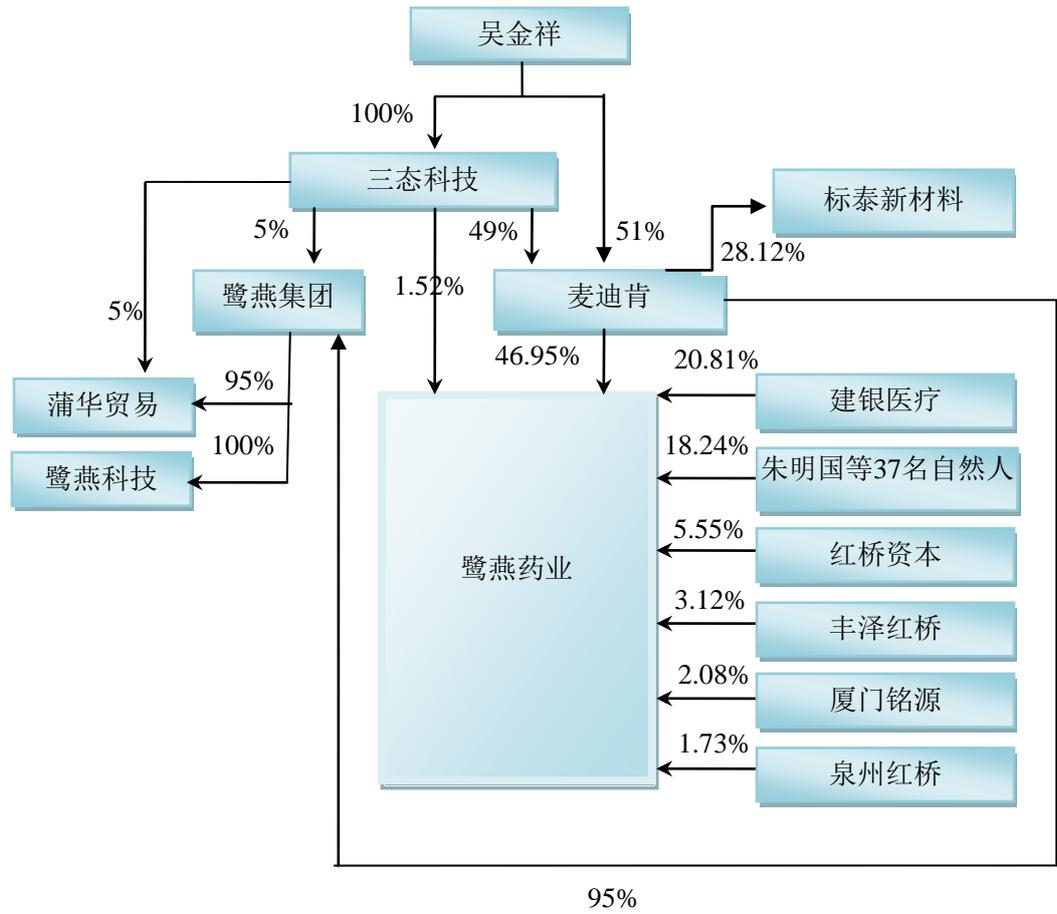 吴金祥
100%
三态科技
标泰新材料
5%
49%
51%
28.12%
1.52%
鹭燕集团
麦迪肯
5%
46.95%
20.81%
95%
蒲华贸易
建银医疗
100%
18.24%
鹭燕科技
朱明国等37名自然人
5.55%
红桥资本
鹭燕药业
3.12%
丰泽红桥
2.08%
厦门铭源
1.73%
泉州红桥
95%